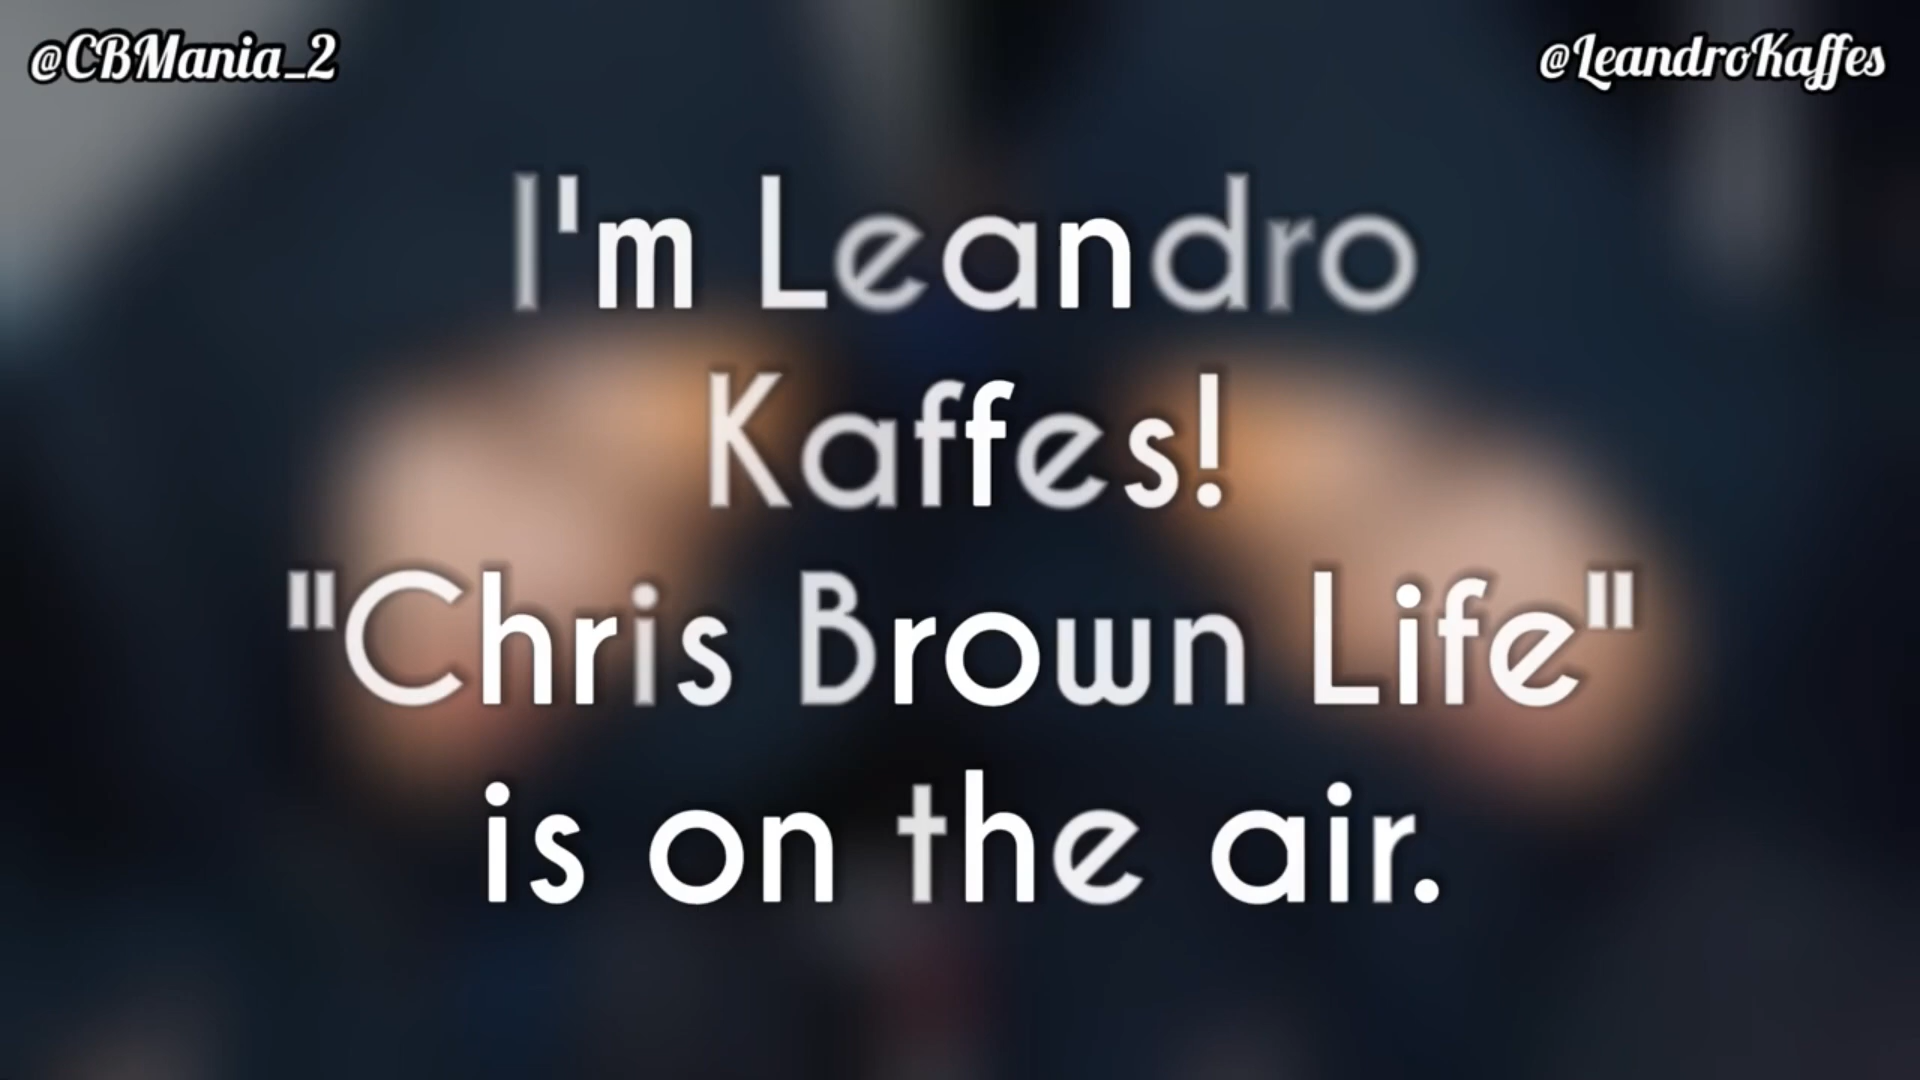 @CBMania_2
@LeandroKaffes
I'm Leandro
Kaffes!
"Chris Brown Life"
is on the air.